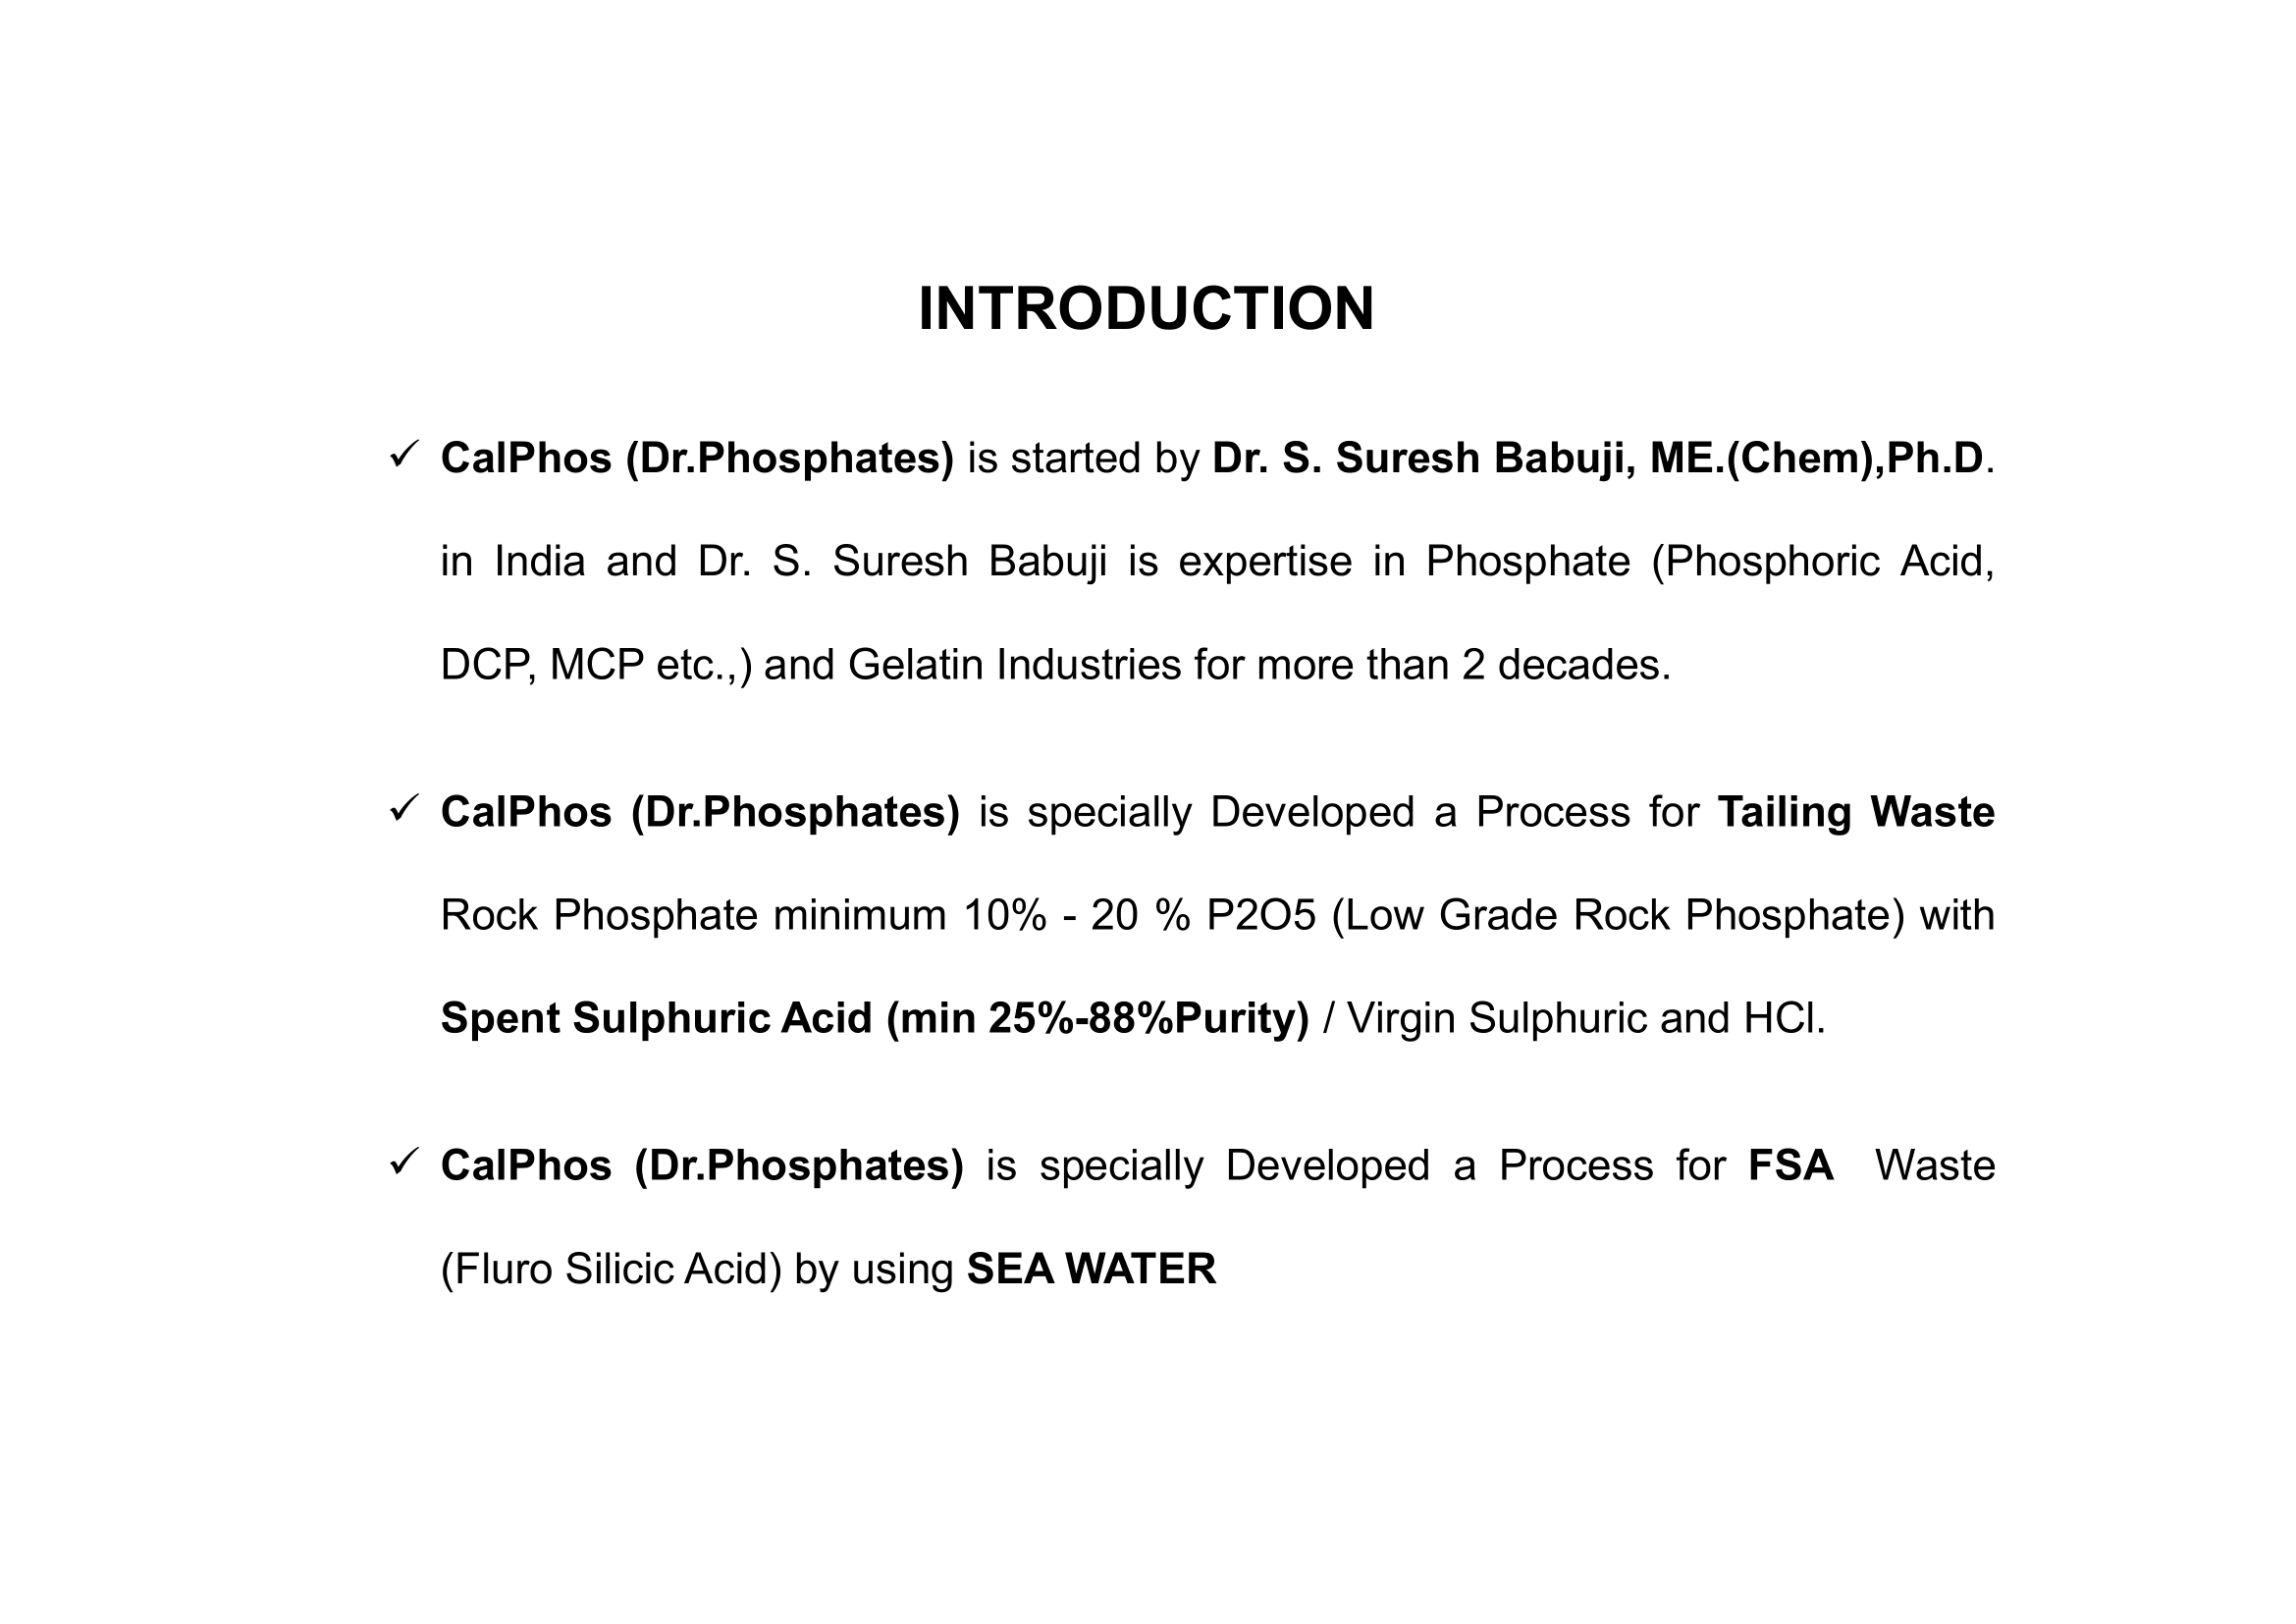 INTRODUCTION
✓ CalPhos (Dr.Phosphates) is started by Dr. S. Suresh Babuji, ME.(Chem),Ph.D.
in India and Dr. S. Suresh Babuji is expertise in Phosphate (Phosphoric Acid,
DCP, MCP etc.,) and Gelatin Industries for more than 2 decades.
✓ CalPhos (Dr.Phosphates) is specially Developed a Process for Tailing Waste
Rock Phosphate minimum 10% - 20 % P2O5 (Low Grade Rock Phosphate) with
Spent Sulphuric Acid (min 25%-88%Purity) / Virgin Sulphuric and HCl.
✓ CalPhos (Dr.Phosphates) is specially Developed a Process for FSA Waste
(Fluro Silicic Acid) by using SEA WATER